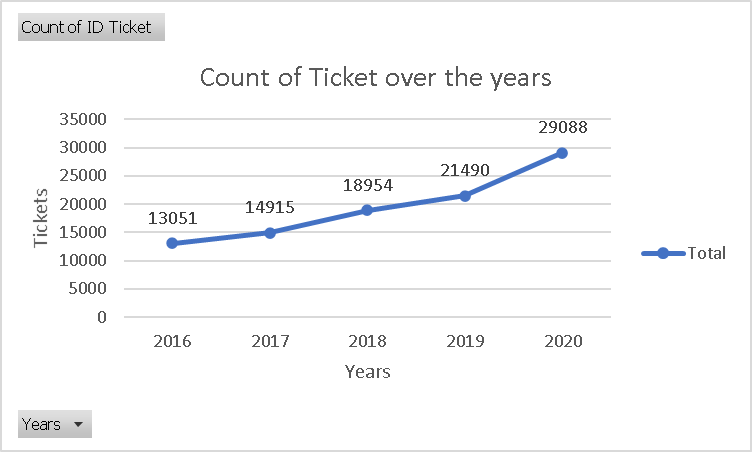 Count of ID Ticket
Count of Ticket over the years
35000
30000
25000
20000
15000
10000
5000
0
Tickets
13051
14915
18954
21490
29088
Total
2016 2017 2018 2019 2020
Years
Years